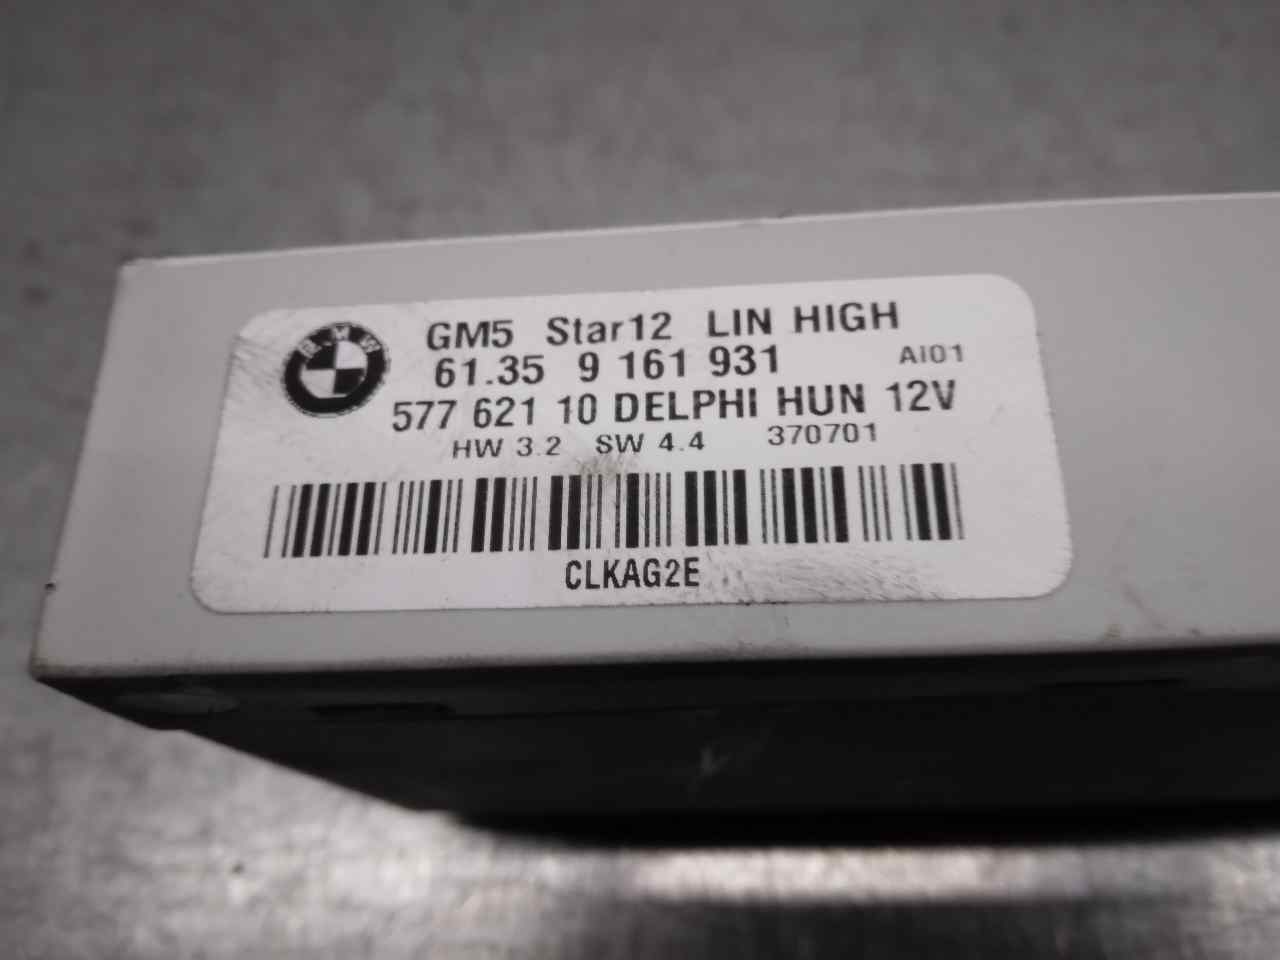 BMW
GM5 Star12 LIN HIGH
61.35 9 161 931 AI01
577 621 10 DELPHI HUN 12V
HW 3.2 SW 4.4 370701
CLKAG2E